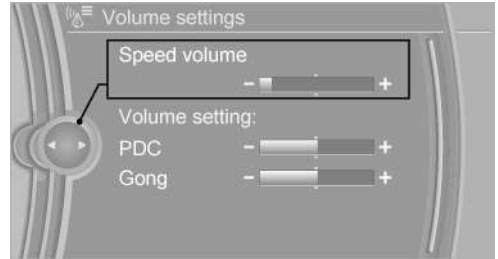 Volume settings
Speed volume
- +
Volume setting:
PDC - +
Gong - +